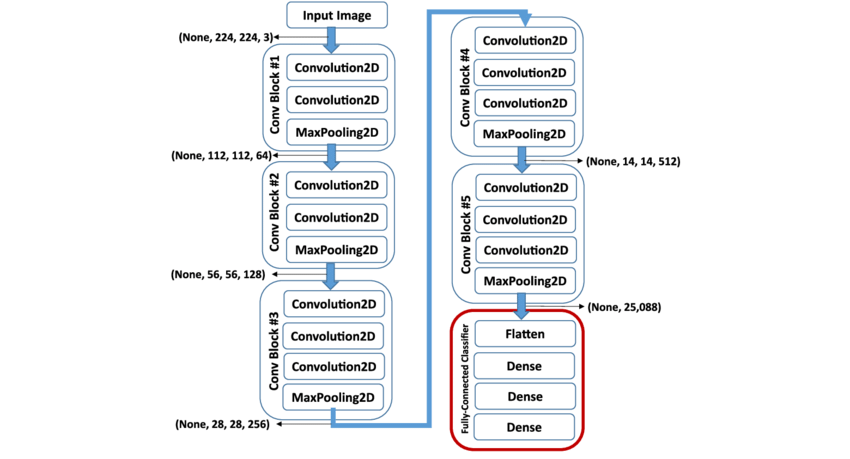 Input Image
(None, 224, 224, 3)
Conv Block #1
Convolution2D
Convolution2D
MaxPooling2D
(None, 112, 112, 64)
Conv Block #2
Convolution2D
Convolution2D
MaxPooling2D
(None, 56, 56, 128)
Conv Block #3
Convolution2D
Convolution2D
Convolution2D
MaxPooling2D
(None, 28, 28, 256)
Conv Block #4
Convolution2D
Convolution2D
Convolution2D
MaxPooling2D
(None, 14, 14, 512)
Conv Block #5
Convolution2D
Convolution2D
Convolution2D
MaxPooling2D
(None, 25,088)
Fully-Connected Classifier
Flatten
Dense
Dense
Dense